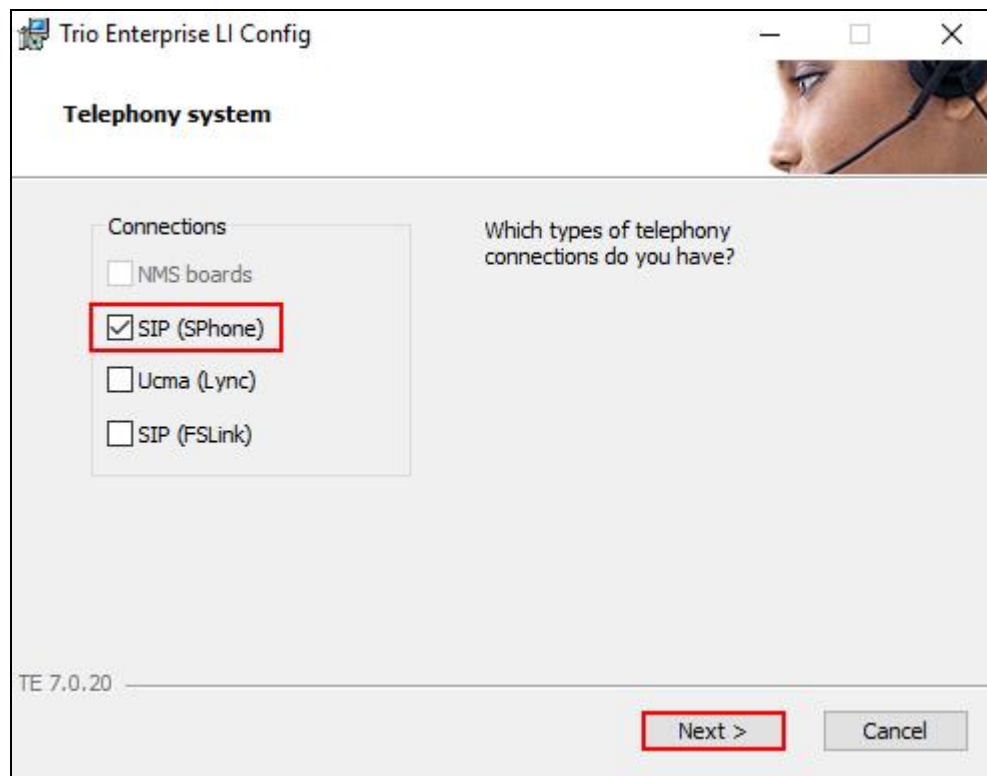 Trio Enterprise LI Config
Telephony system
Connections
NMS boards
SIP (SPhone)
Ucma (Lync)
SIP (FSLink)
Which types of telephony
connections do you have?
TE 7.0.20
Next >
Cancel